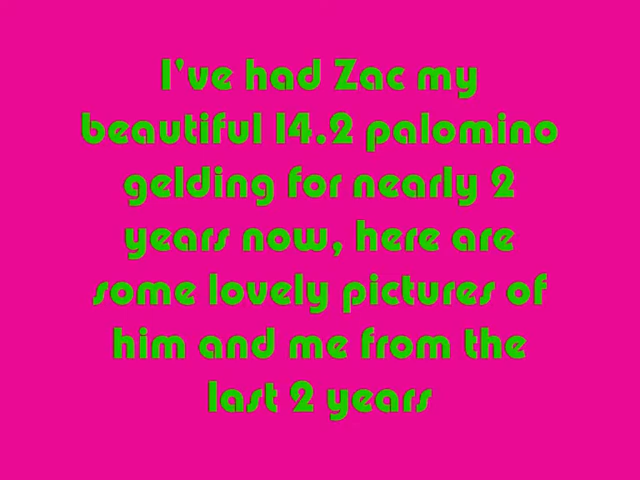 I've had Zac my
beautiful 14.2 palomino
gelding for nearly 2
years now, here are
some lovely pictures of
him and me from the
last 2 years